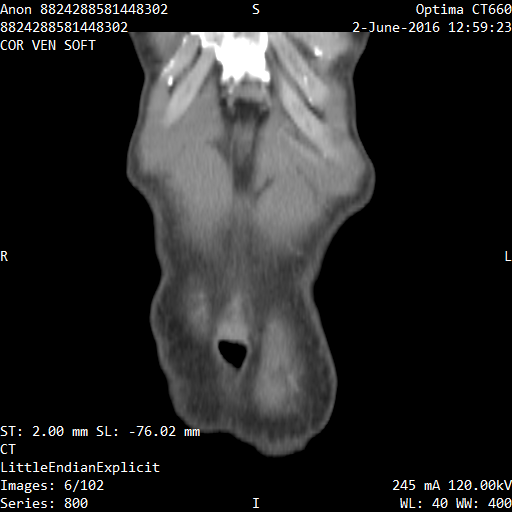 Anon 8824288581448302 S Optima CT660
8824288581448302 2-June-2016 12:59:23
COR VEN SOFT
R L
ST: 2.00 mm SL: -76.02 mm
CT
LittleEndianExplicit
Images: 6/102 245 mA 120.00kV
Series: 800 I WL: 40 WW: 400